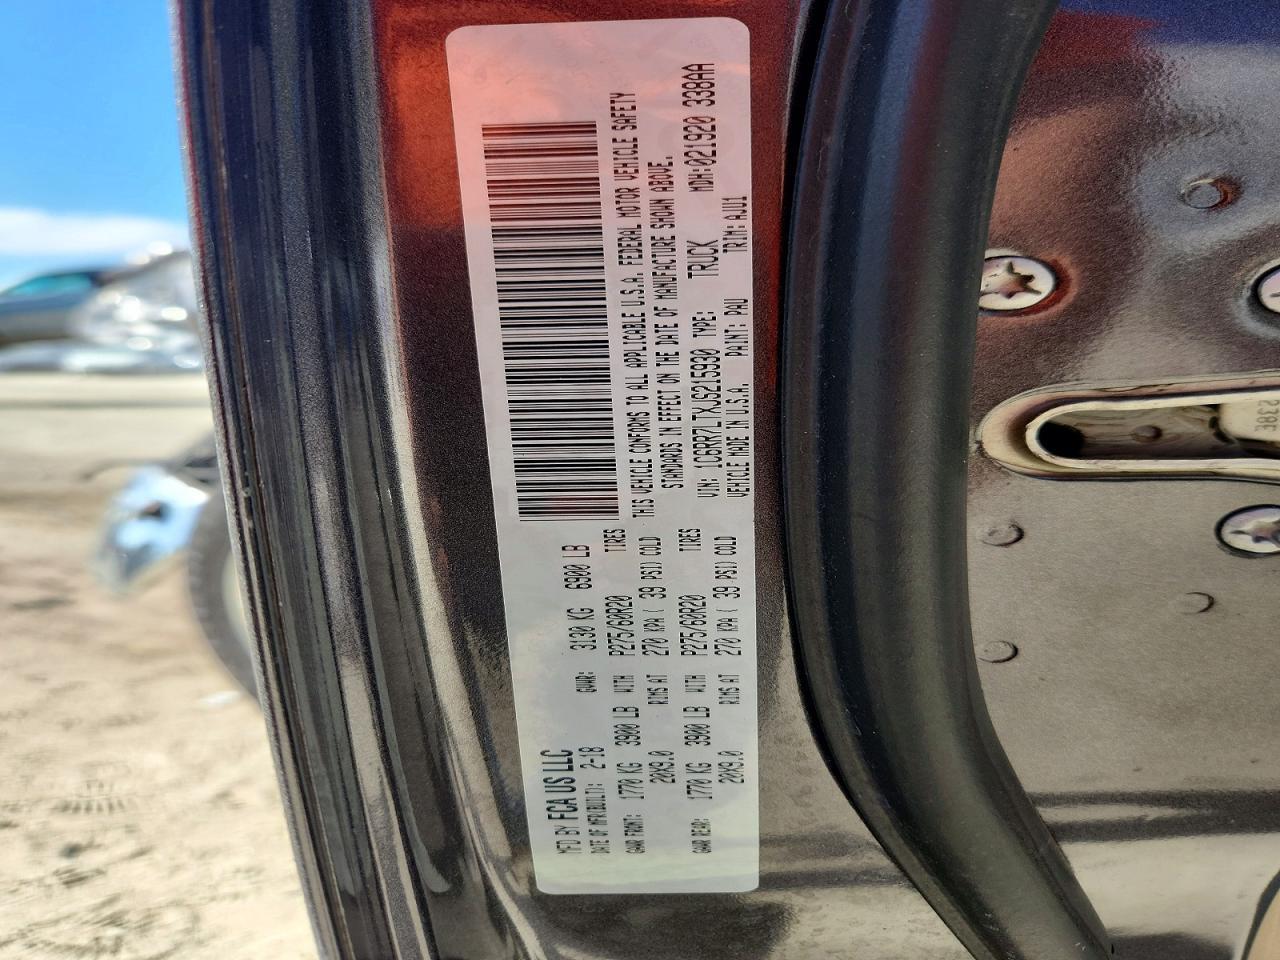 MFD BY FCA US LLC
DATE OF MFR(BUILT): 2-18 GVWR: 3130 KG 6900 LB
GAWR FRONT: 1770 KG 3900 LB WITH P275/60R20 TIRES
20X9.0 RIMS AT 270 KPA ( 39 PSI) COLD
GAWR REAR: 1770 KG 3900 LB WITH P275/60R20 TIRES
20X9.0 RIMS AT 270 KPA ( 39 PSI) COLD
THIS VEHICLE CONFORMS TO ALL APPLICABLE U.S.A. FEDERAL MOTOR VEHICLE SAFETY
STANDARDS IN EFFECT ON THE DATE OF MANUFACTURE SHOWN ABOVE.
VIN: 1C6RR7LTXJS215930 TYPE: TRUCK MDH:021920 338AA
VEHICLE MADE IN U.S.A. PAINT: PAU TRIM: AJU1